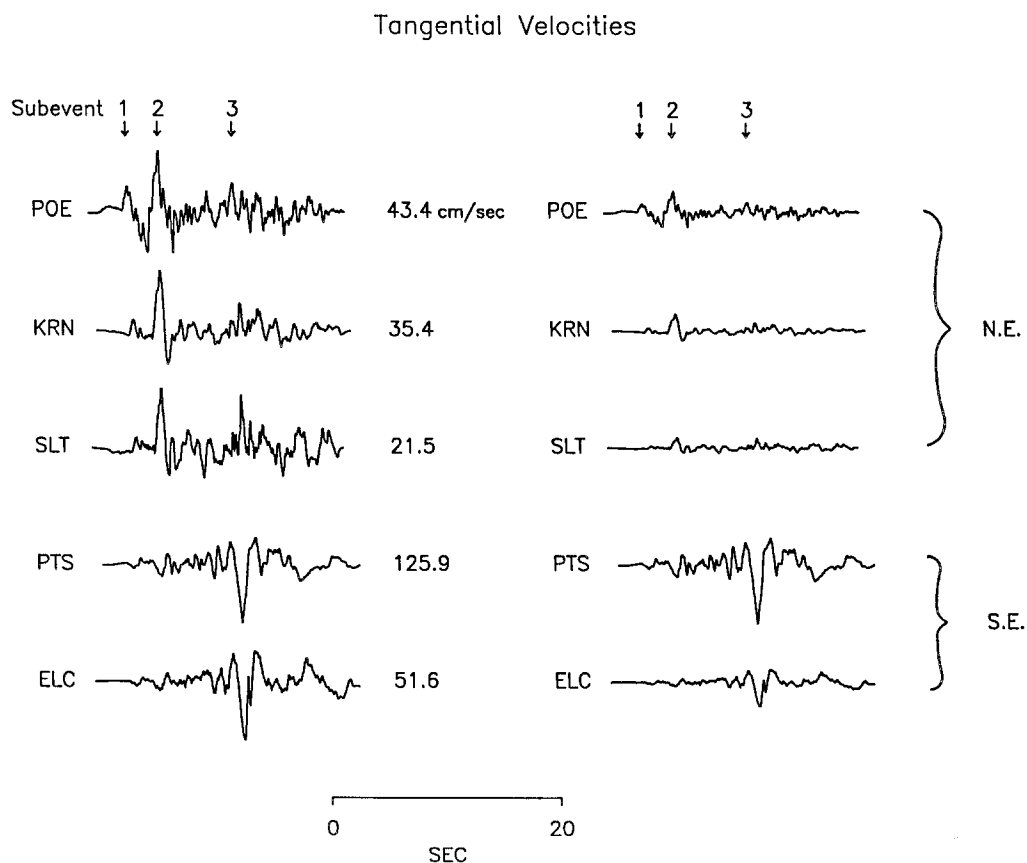 Tangential Velocities
Subevent 1 2 3
1 2 3
POE 43.4 cm/sec POE
KRN 35.4 KRN N.E.
SLT 21.5 SLT
PTS 125.9 PTS
S.E.
ELC 51.6 ELC
0 20
SEC